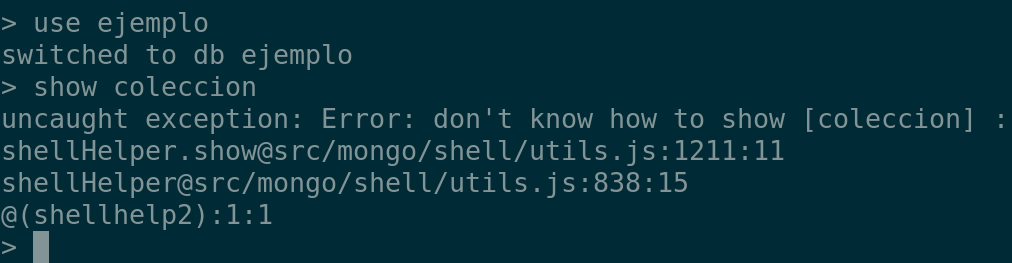 > use ejemplo
switched to db ejemplo
> show coleccion
uncaught exception: Error: don't know how to show [coleccion] :
shellHelper.show@src/mongo/shell/utils.js:1211:11
shellHelper@src/mongo/shell/utils.js:838:15
@(shellhelp2):1:1
>